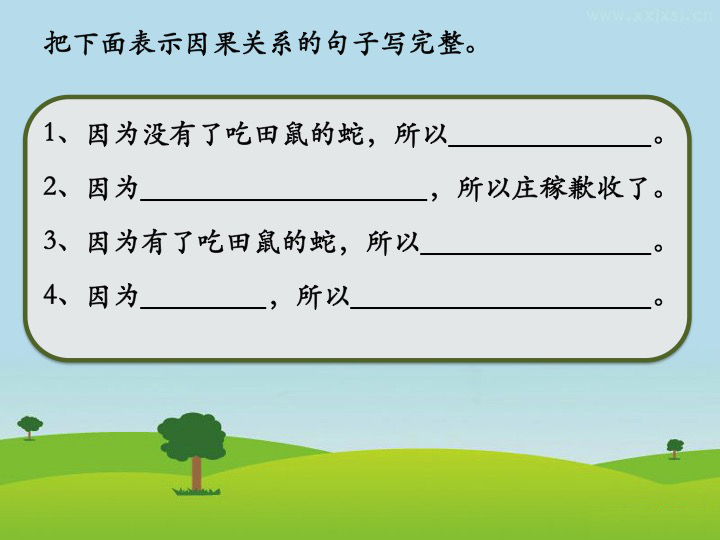 把下面表示因果关系的句子写完整。
1、因为没有了吃田鼠的蛇，所以______________。
2、因为____________________，所以庄稼歉收了。
3、因为有了吃田鼠的蛇，所以________________。
4、因为_________，所以_____________________。